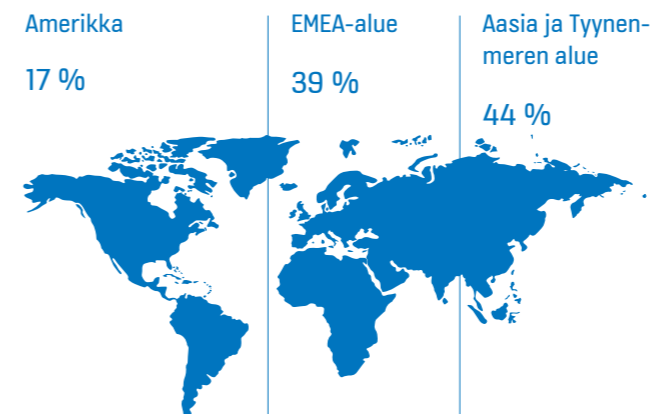 Amerikka
17 %
EMEA-alue
39 %
Aasia ja Tyynen-
meren alue
44 %